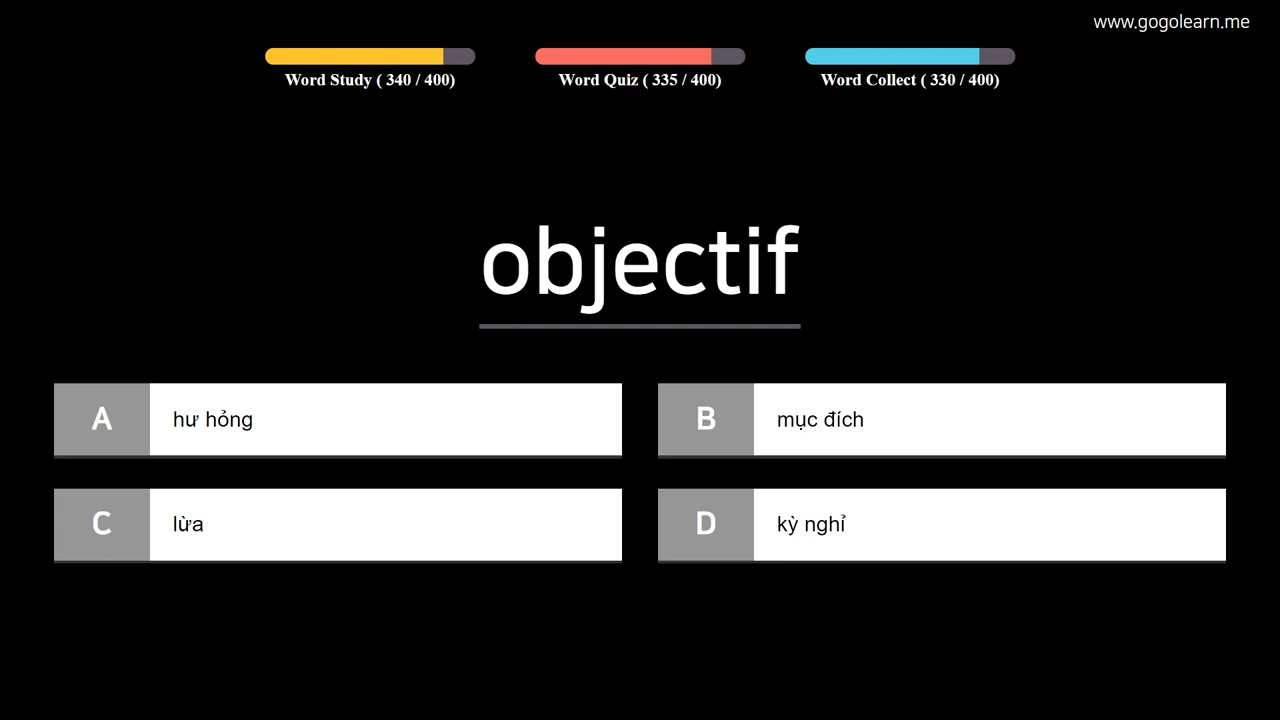 www.gogolearn.me
Word Study ( 340 / 400)
Word Quiz ( 335 / 400)
Word Collect ( 330 / 400)
objectif
A hư hỏng
B mục đích
C lừa
D kỳ nghỉ